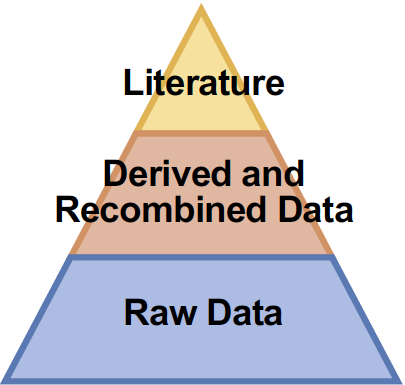 Literature
Derived and
Recombined Data
Raw Data